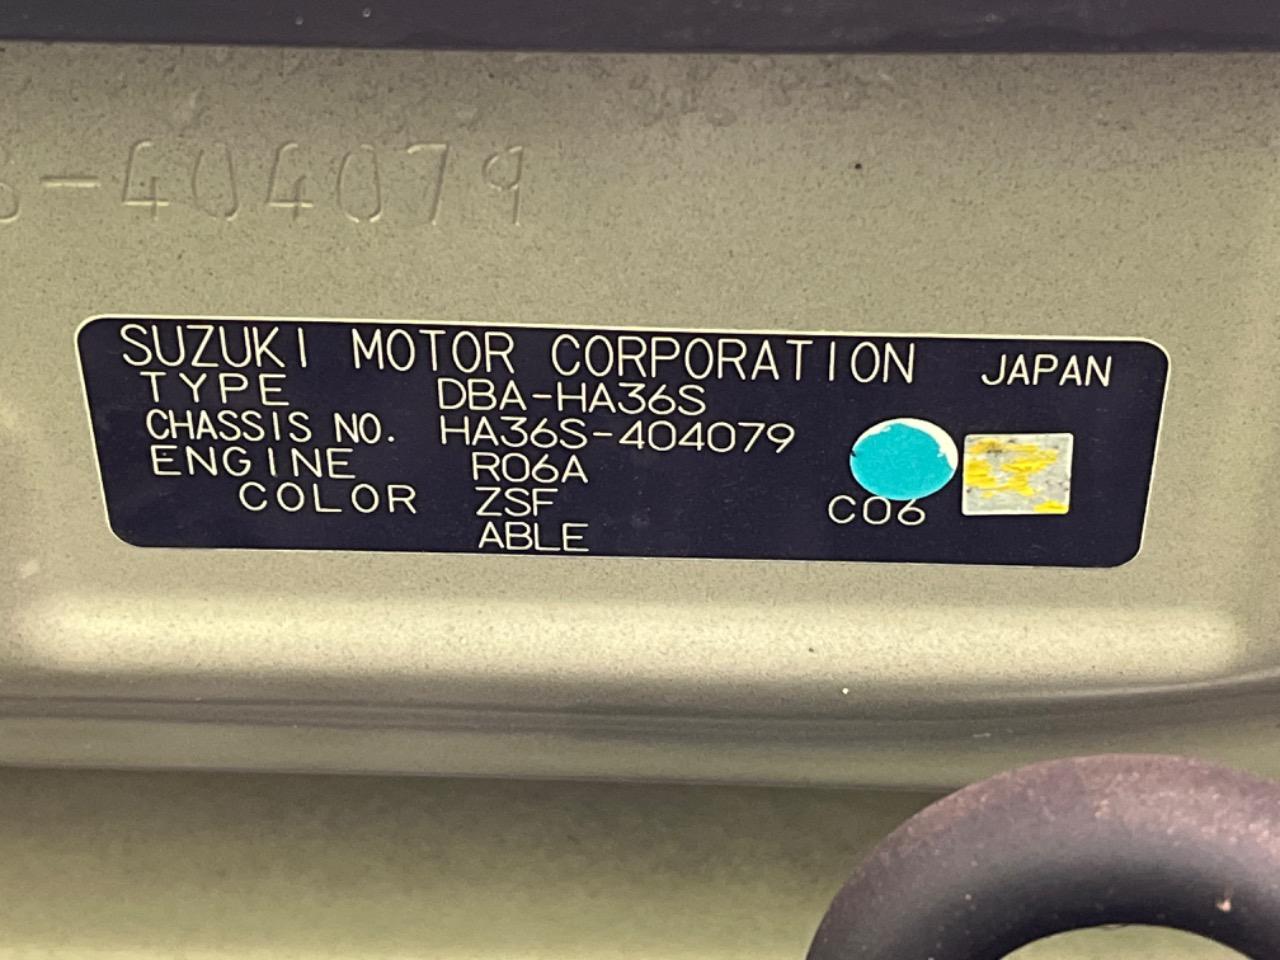 S-404079
SUZUKI MOTOR CORPORATION JAPAN
TYPE DBA-HA36S
CHASSIS NO. HA36S-404079
ENGINE R06A
COLOR ZSF C06
ABLE